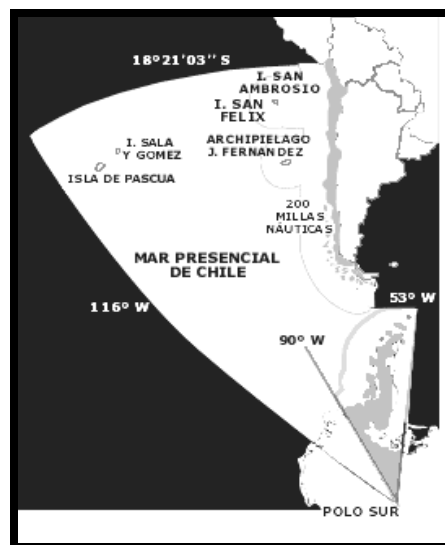 18º21'03'' S
I. SAN
AMBROSIO
I. SAN
FELIX
I. SALA
Y GOMEZ
ARCHIPIELAGO
J. FERNANDEZ
ISLA DE PASCUA
200
MILLAS
NÁUTICAS
MAR PRESENCIAL
DE CHILE
53º W
116º W
90º W
POLO SUR